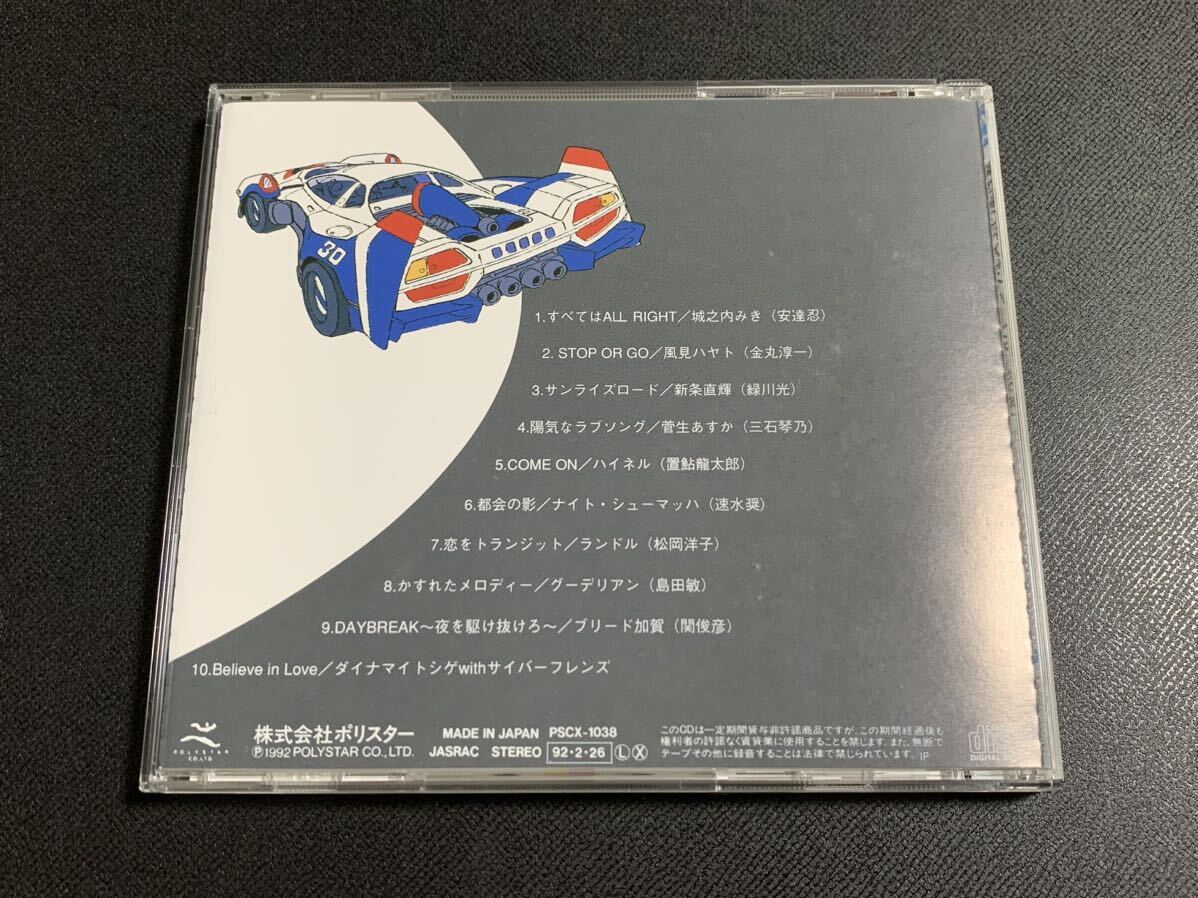 30
1.すべてはALL RIGHT／城之内みき（安達忍）
2. STOP OR GO／風見ハヤト（金丸淳一）
3.サンライズロード／新条直輝（緑川光）
4.陽気なラブソング／菅生あすか（三石琴乃）
5.COME ON／ハイネル（置鮎龍太郎）
6.都会の影／ナイト・シューマッハ（速水奨）
7.恋をトランジット／ランドル（松岡洋子）
8.かすれたメロディー／グーデリアン（島田敏）
9.DAYBREAK〜夜を駆け抜けろ〜／ブリード加賀（関俊彦）
10.Believe in Love／ダイナマイトシゲwithサイバーフレンズ
POLYSTAR
CO.,LTD
株式会社ポリスター
Ⓟ1992 POLYSTAR CO., LTD.
MADE IN JAPAN PSCX-1038
JASRAC STEREO 92・2・26 Ⓛ Ⓧ
このCDは一定期間貸与非許諾商品ですが、この期間経過後も
権利者の許諾なく賃貸業に使用することを禁じます。また、無断で
テープその他に録音することは法律で禁じられています。 IP
DIGITAL